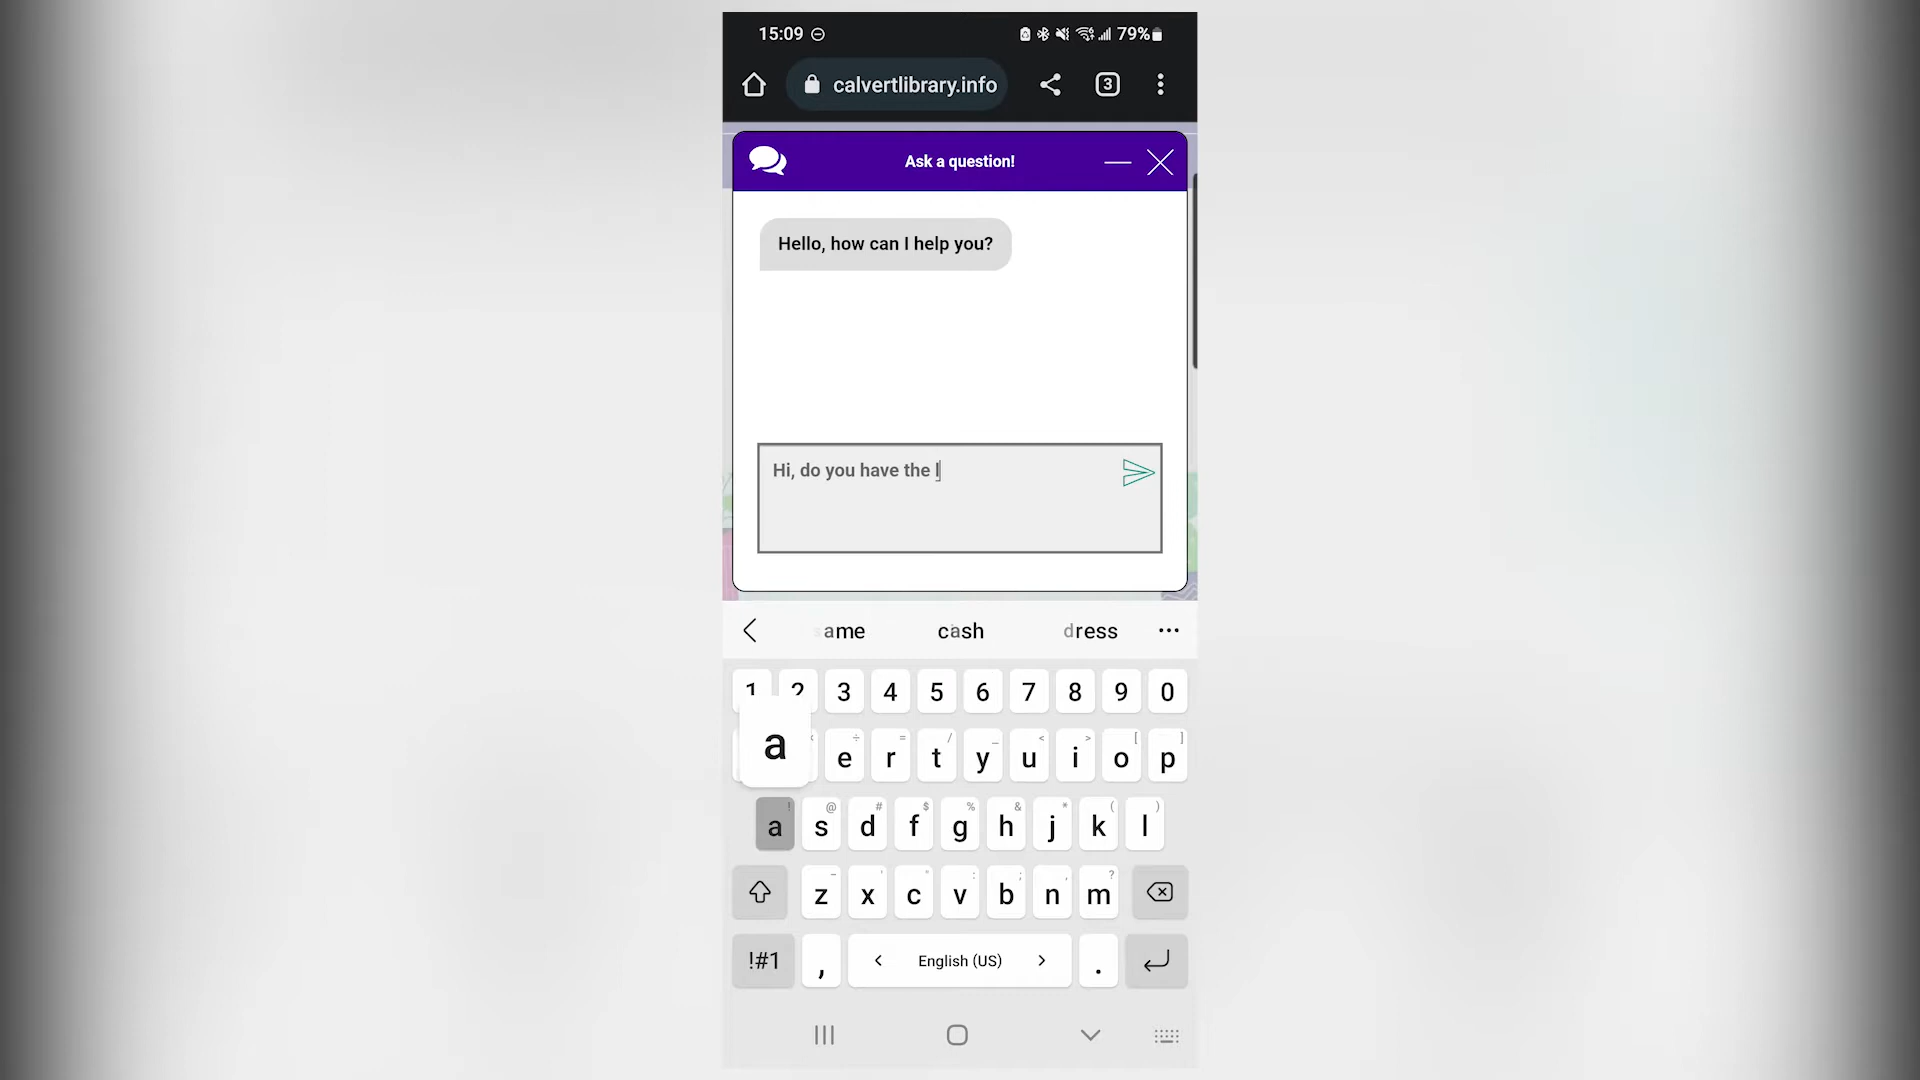 15:09
79%
calvertlibrary.info
3
Ask a question!
Hello, how can I help you?
Hi, do you have the l
same cash dress
1 2 3 4 5 6 7 8 9 0
a
e r t y u i o p
a s d f g h j k l
z x c v b n m
!#1 , English (US) .